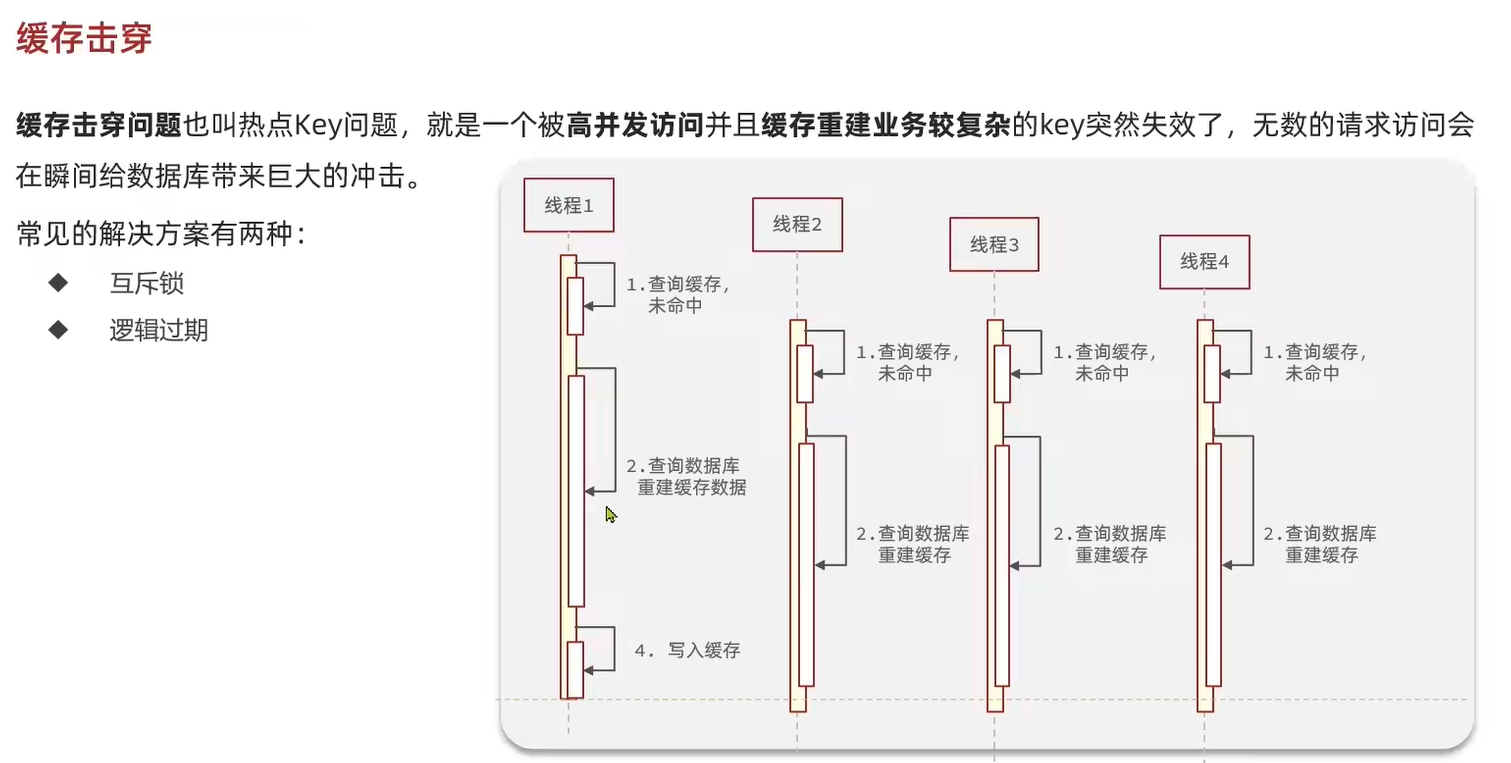 缓存击穿
缓存击穿问题也叫热点Key问题，就是一个被高并发访问并且缓存重建业务较复杂的key突然失效了，无数的请求访问会
在瞬间给数据库带来巨大的冲击。
常见的解决方案有两种：
◆ 互斥锁
◆ 逻辑过期
线程1
1.查询缓存，
未命中
2.查询数据库
重建缓存数据
4. 写入缓存
线程2
1.查询缓存，
未命中
2.查询数据库
重建缓存
线程3
1.查询缓存，
未命中
2.查询数据库
重建缓存
线程4
1.查询缓存，
未命中
2.查询数据库
重建缓存